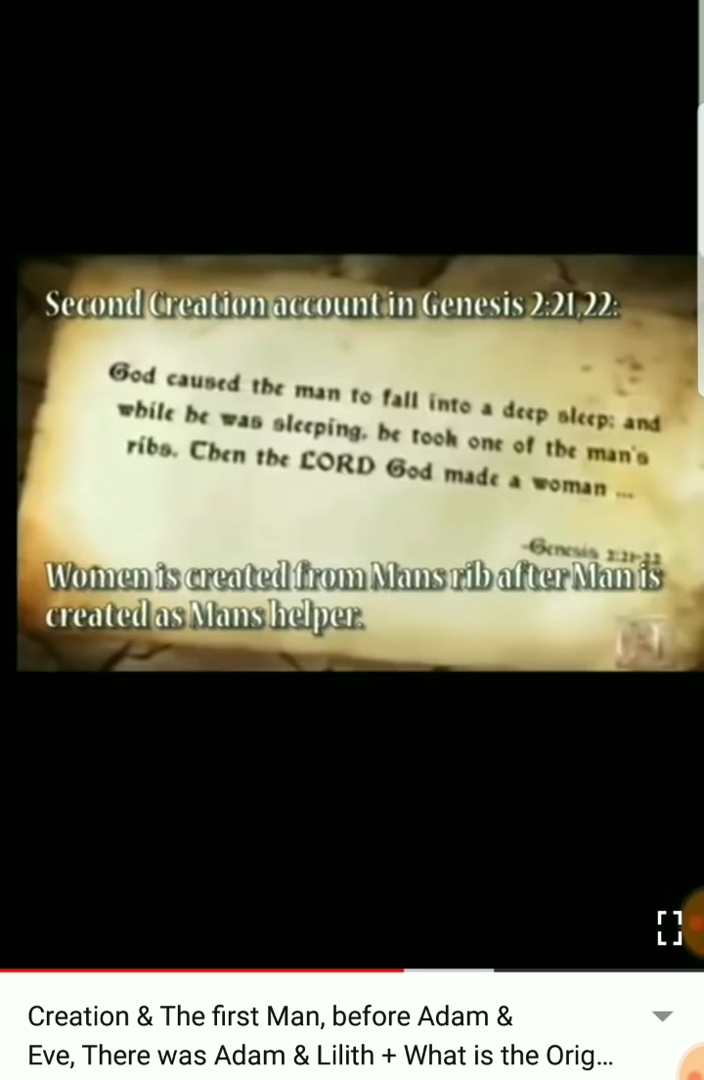 Second Creation account in Genesis 2:21,22:
God caused the man to fall into a deep sleep; and
while he was sleeping, he took one of the man's
ribs. Then the LORD God made a woman ...
-Genesis 2:21-22
Women is created from Mans rib after Man is
created as Mans helper.
Creation & The first Man, before Adam &
Eve, There was Adam & Lilith + What is the Orig...